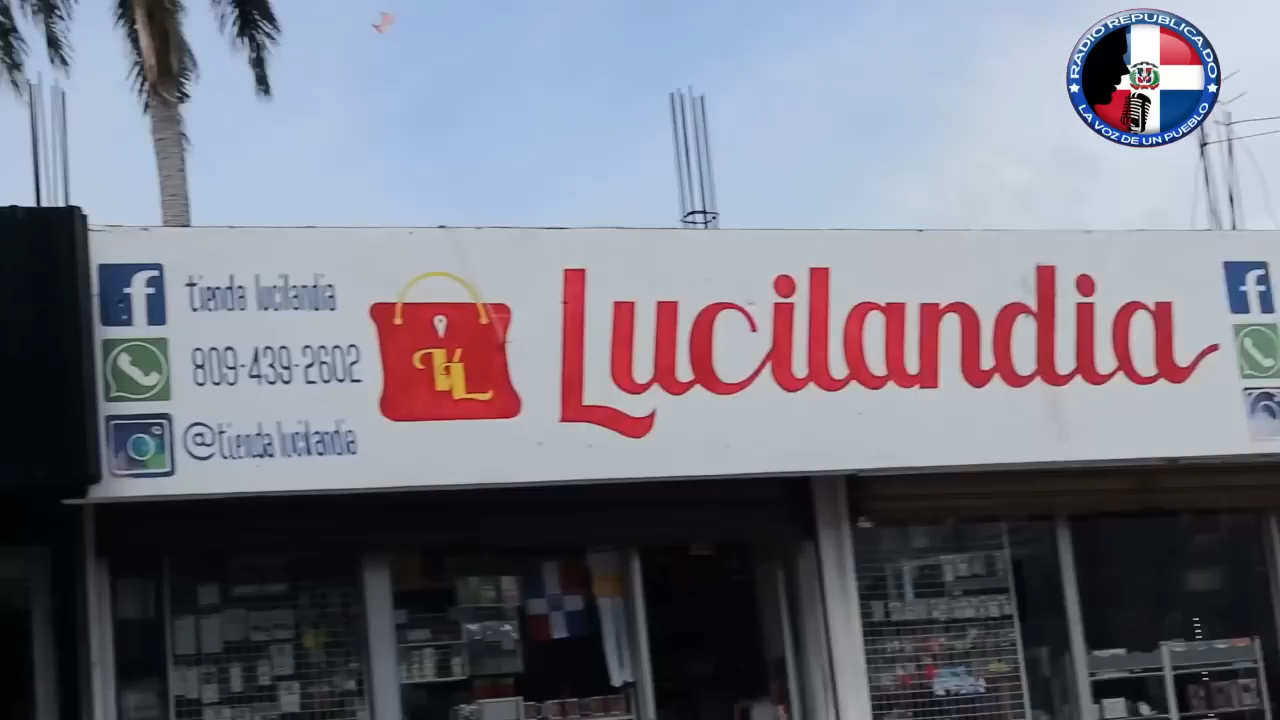 RADIO REPUBLICA.DO
LA VOZ DE UN PUEBLO
tienda lucilandia
809-439-2602
@tienda lucilandia
Lucilandia